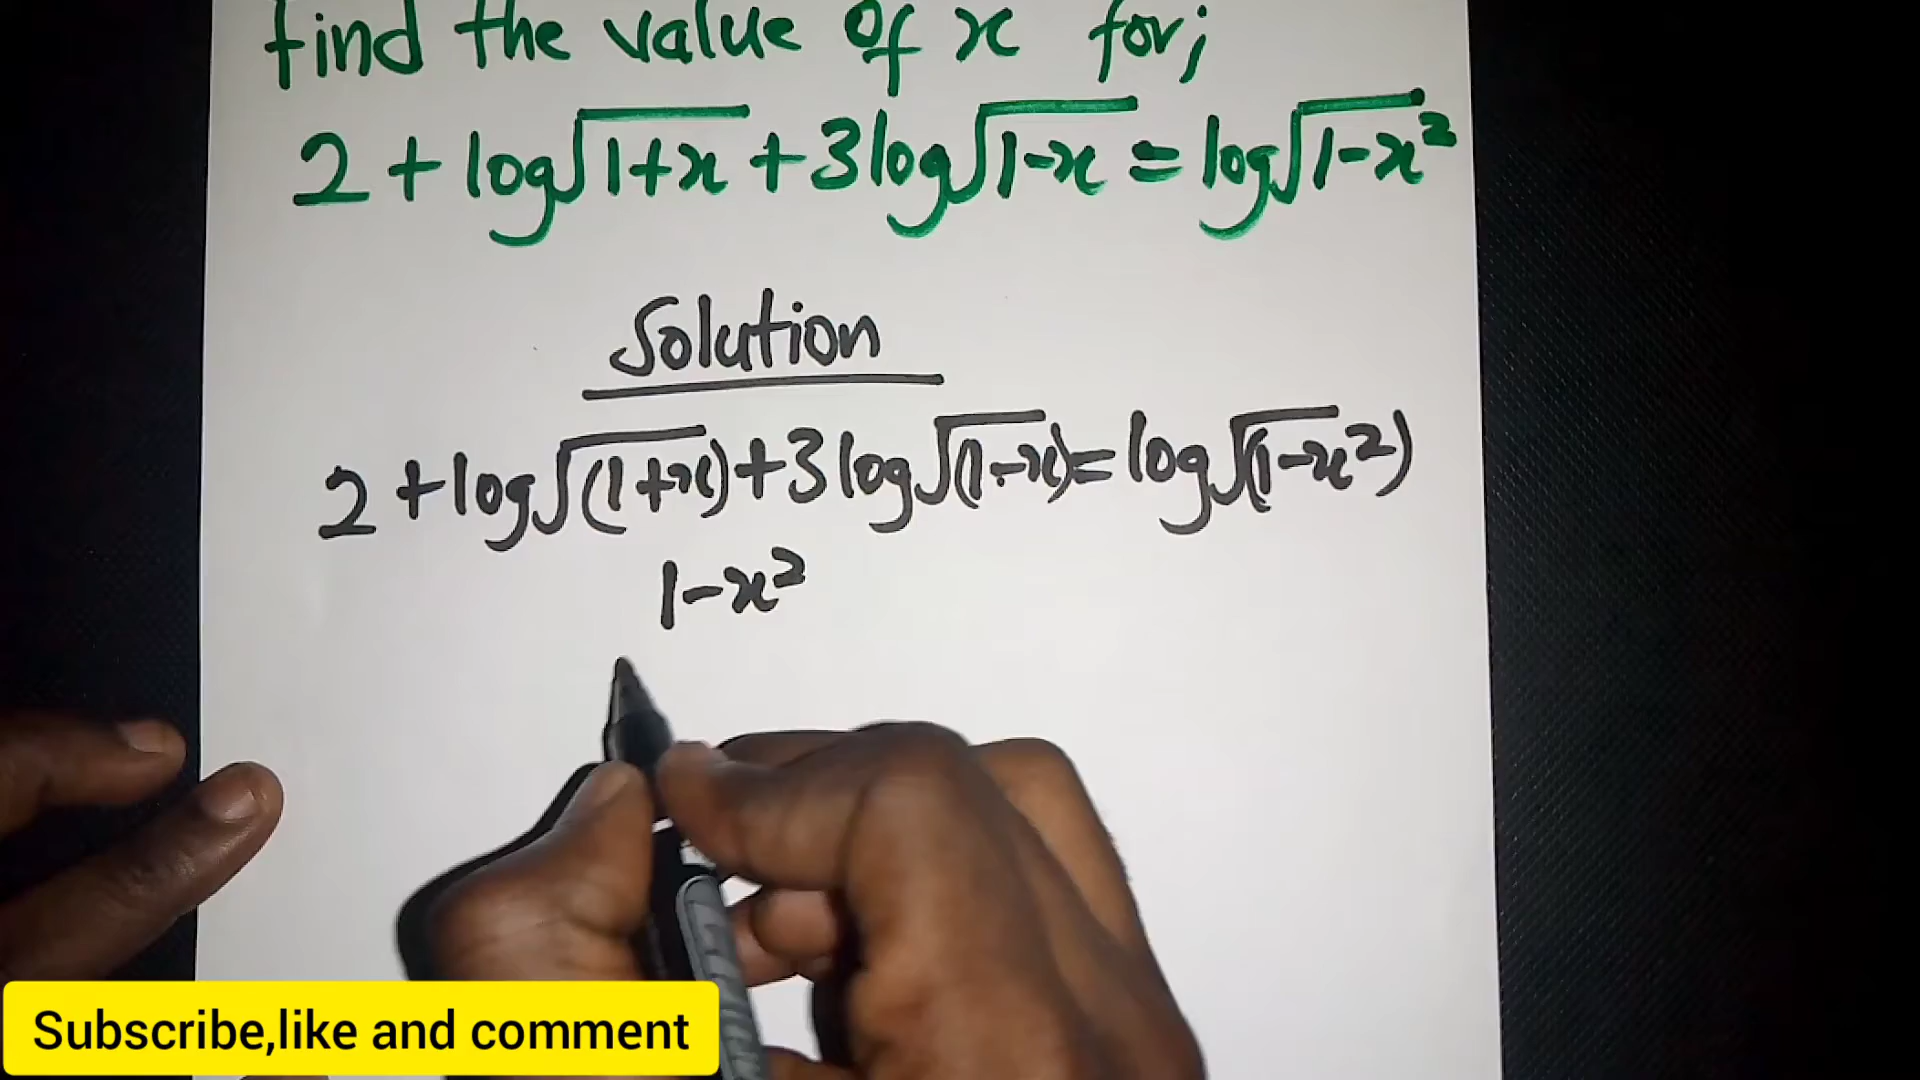 find the value of x for;
2 + log√1+x + 3log√1-x = log√1-x²
Solution
2 + log√(1+x) + 3log√(1-x) = log√(1-x²)
1-x²
Subscribe,like and comment